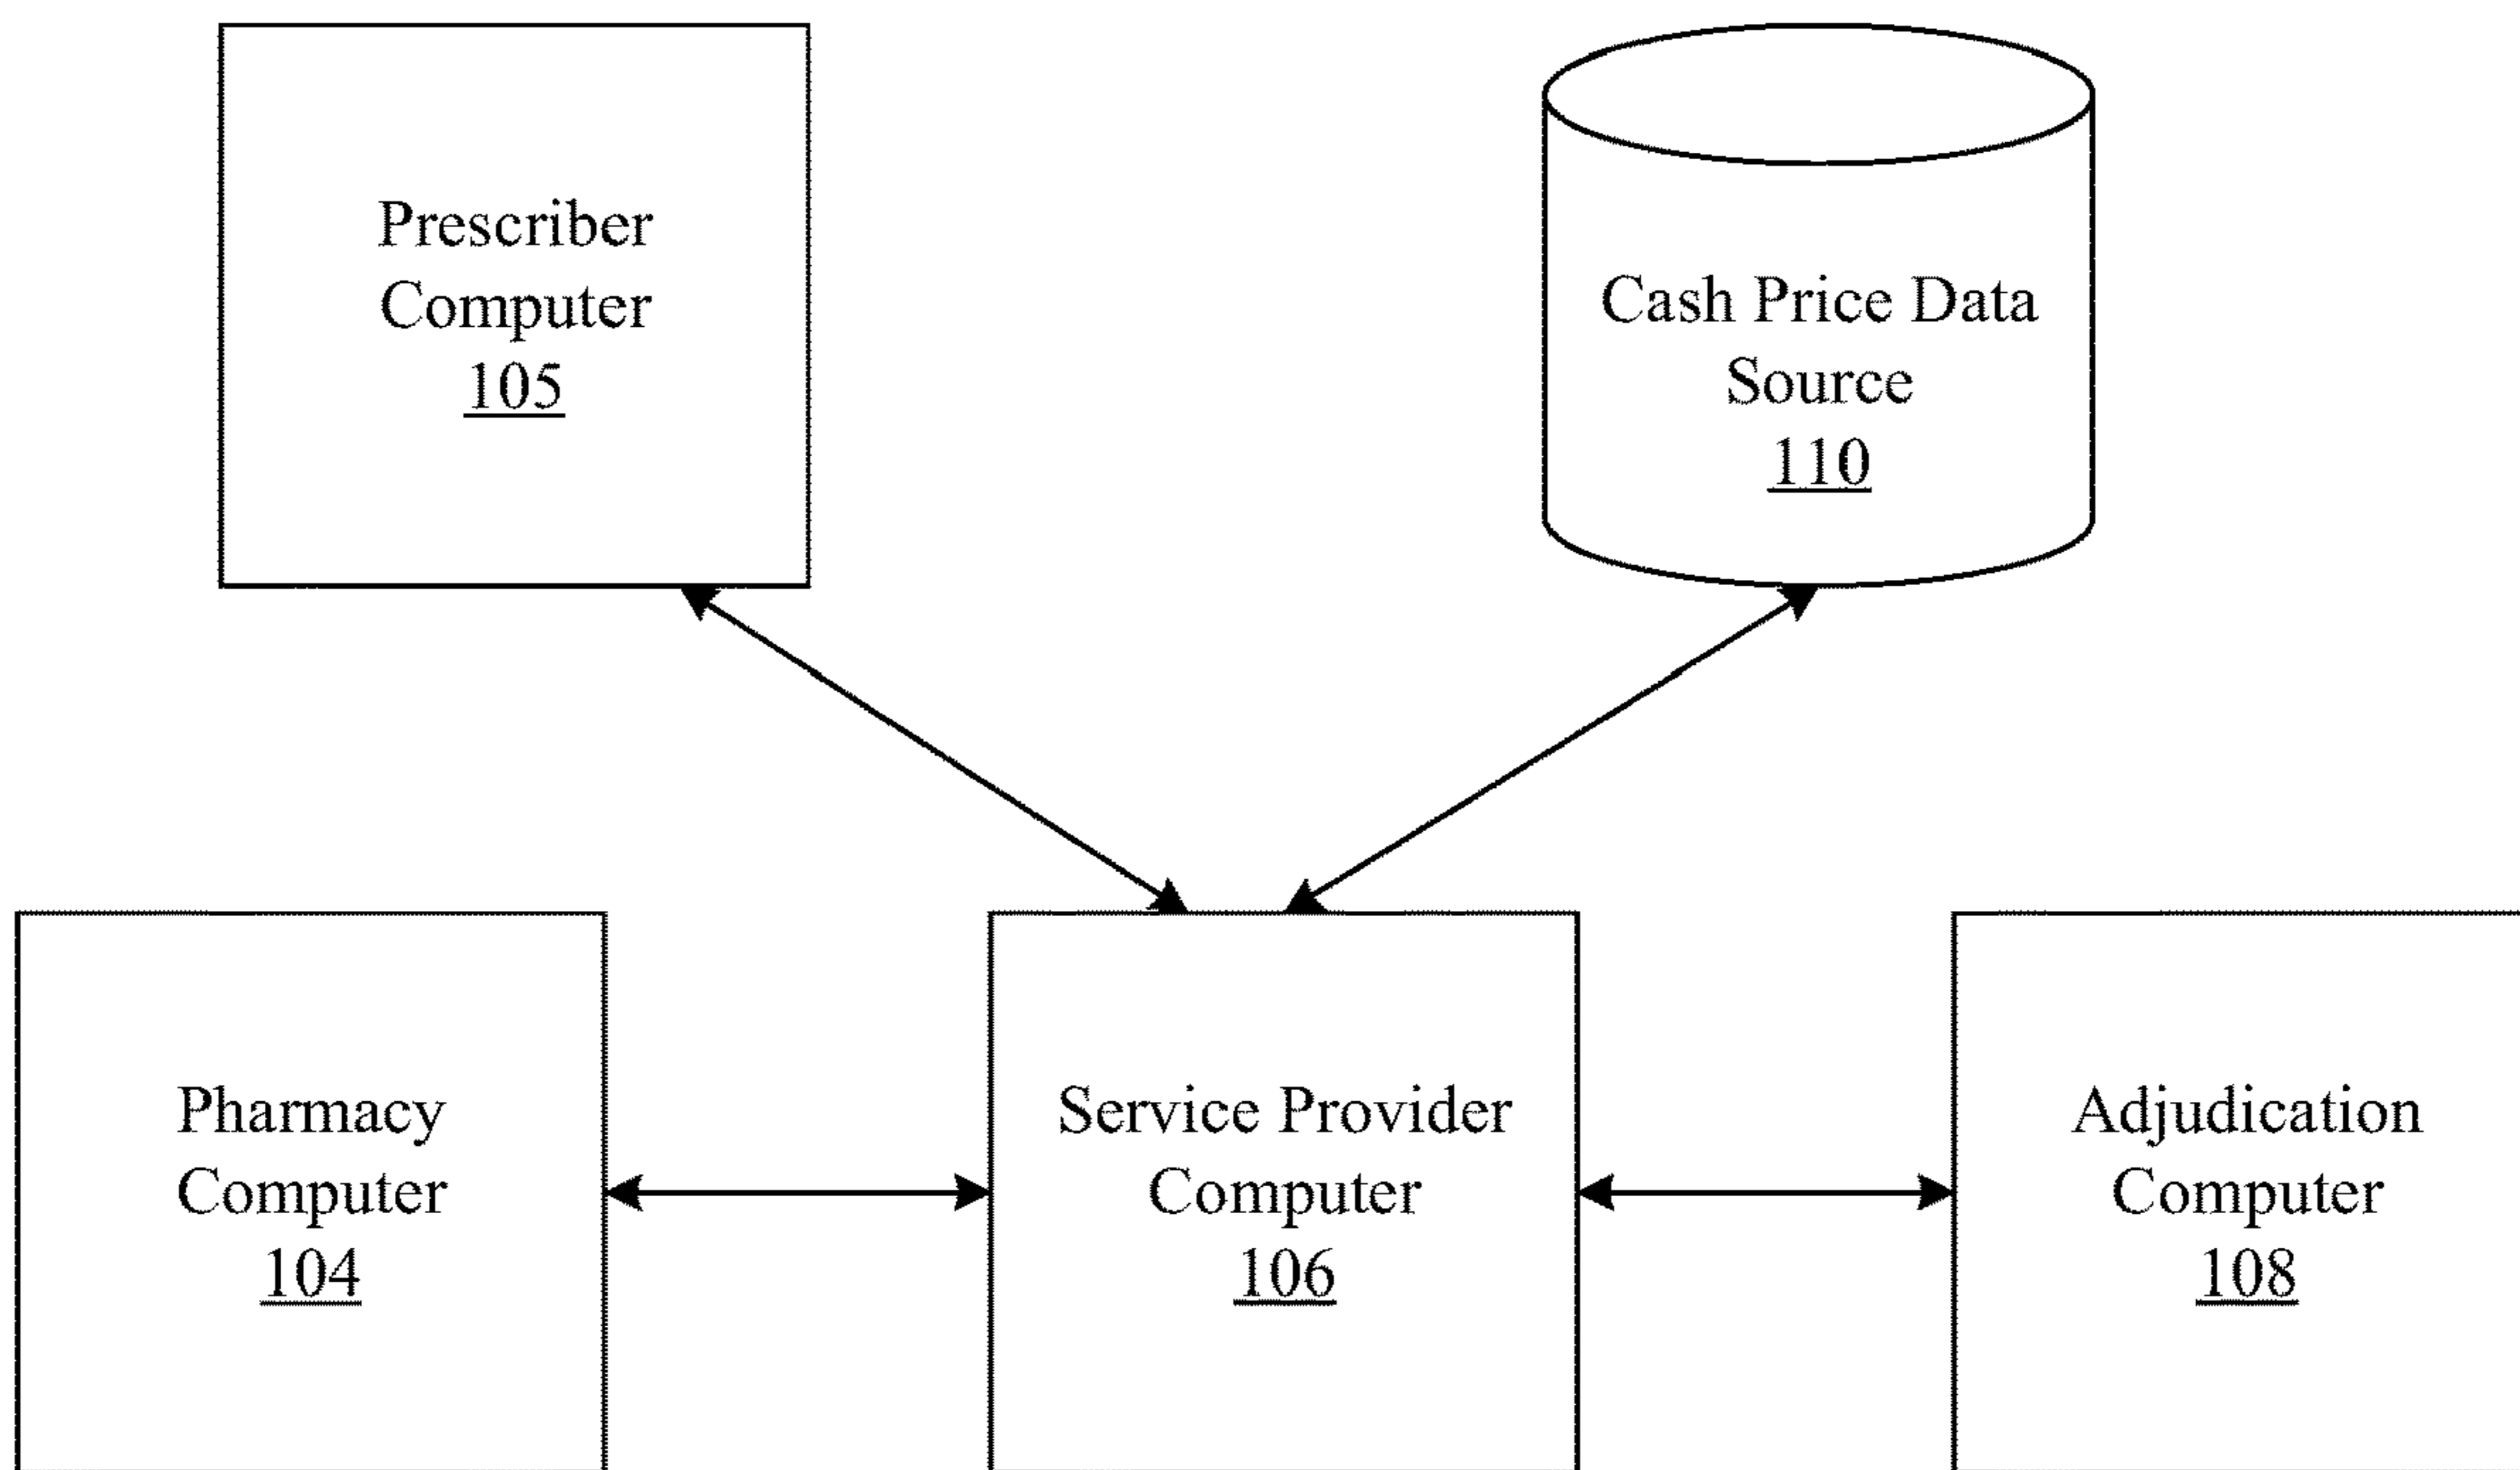 Prescriber
Computer
105
Cash Price Data
Source
110
Pharmacy
Computer
104
Service Provider
Computer
106
Adjudication
Computer
108